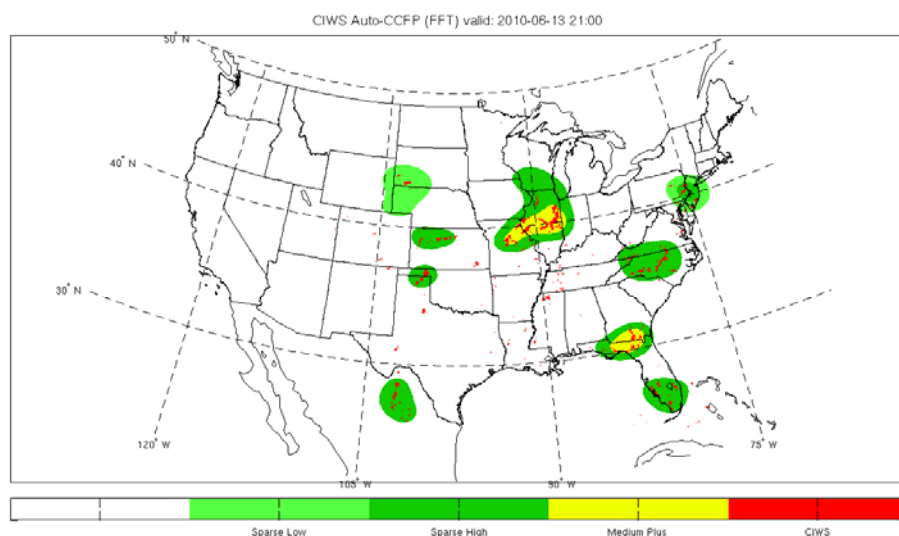 CIWS Auto-CCFP (FFT) valid: 2010-06-13 21:00
50° N
40° N
30° N
120° W
105° W
90° W
75° W
Sparse Low Sparse High Medium Plus CIWS